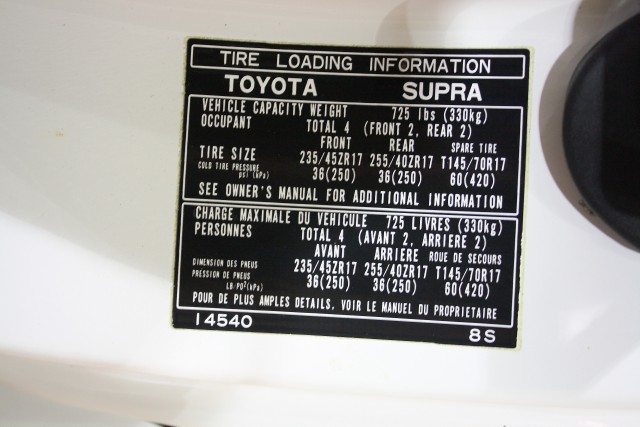 TIRE LOADING INFORMATION
TOYOTA SUPRA
VEHICLE CAPACITY WEIGHT 725 lbs (330kg)
OCCUPANT TOTAL 4 (FRONT 2, REAR 2)
FRONT REAR SPARE TIRE
TIRE SIZE 235/45ZR17 255/40ZR17 T145/70R17
COLD TIRE PRESSURE psi (kPa) 36(250) 36(250) 60(420)
SEE OWNER'S MANUAL FOR ADDITIONAL INFORMATION
CHARGE MAXIMALE DU VEHICULE 725 LIVRES (330kg)
PERSONNES TOTAL 4 (AVANT 2, ARRIERE 2)
AVANT ARRIERE ROUE DE SECOURS
DIMENSION DES PNEUS 235/45ZR17 255/40ZR17 T145/70R17
PRESSION DE PNEUS LB/PO²(kPa) 36(250) 36(250) 60(420)
POUR DE PLUS AMPLES DETAILS, VOIR LE MANUEL DU PROPRIETAIRE
14540 8S